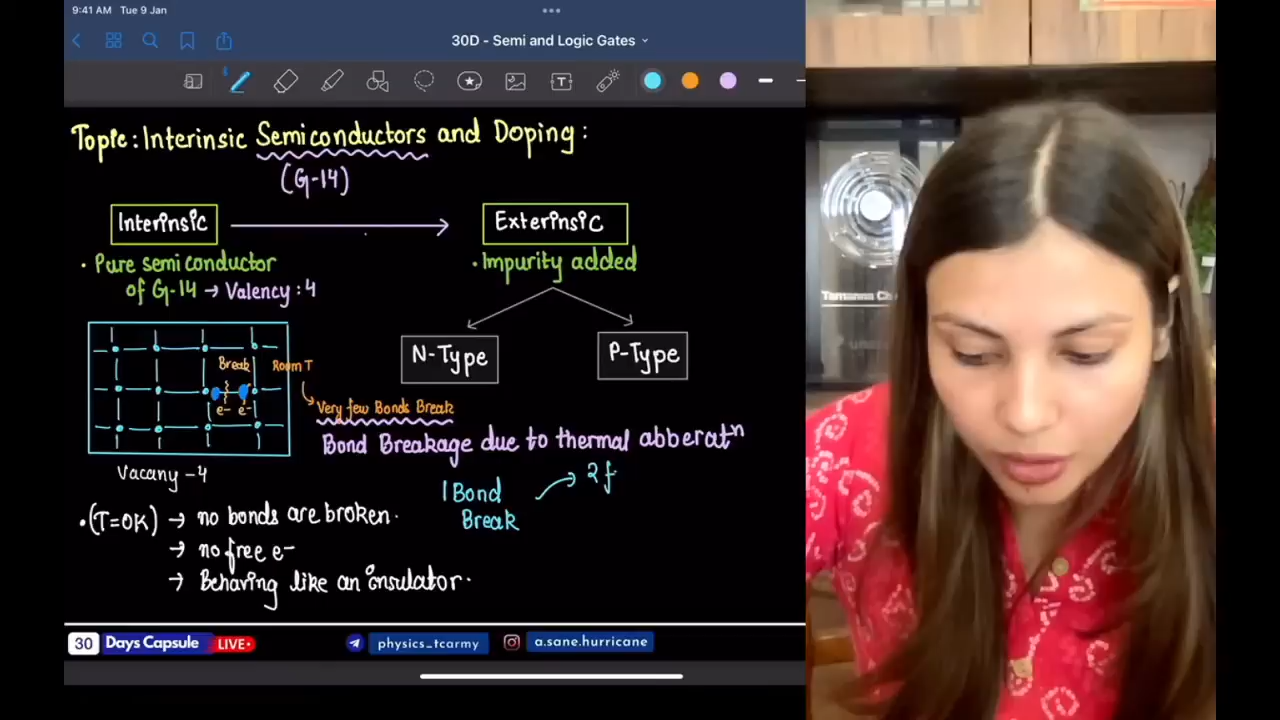 9:41 AM Tue 9 Jan
30D - Semi and Logic Gates
Topic: Interinsic Semiconductors and Doping:
(G-14)
Interinsic
Exterinsic
• Pure semiconductor
of G-14 → Valency: 4
• Impurity added
N-Type
P-Type
Break
Room T
e- e-
Very few Bonds Break
Bond Breakage due to thermal abberatⁿ
Vacany-4
1 Bond → 2f
Break
• (T=0K) → no bonds are broken.
→ no free e-
→ Behaving like an insulator.
30 Days Capsule LIVE
physics_tcarmy
a.sane.hurricane